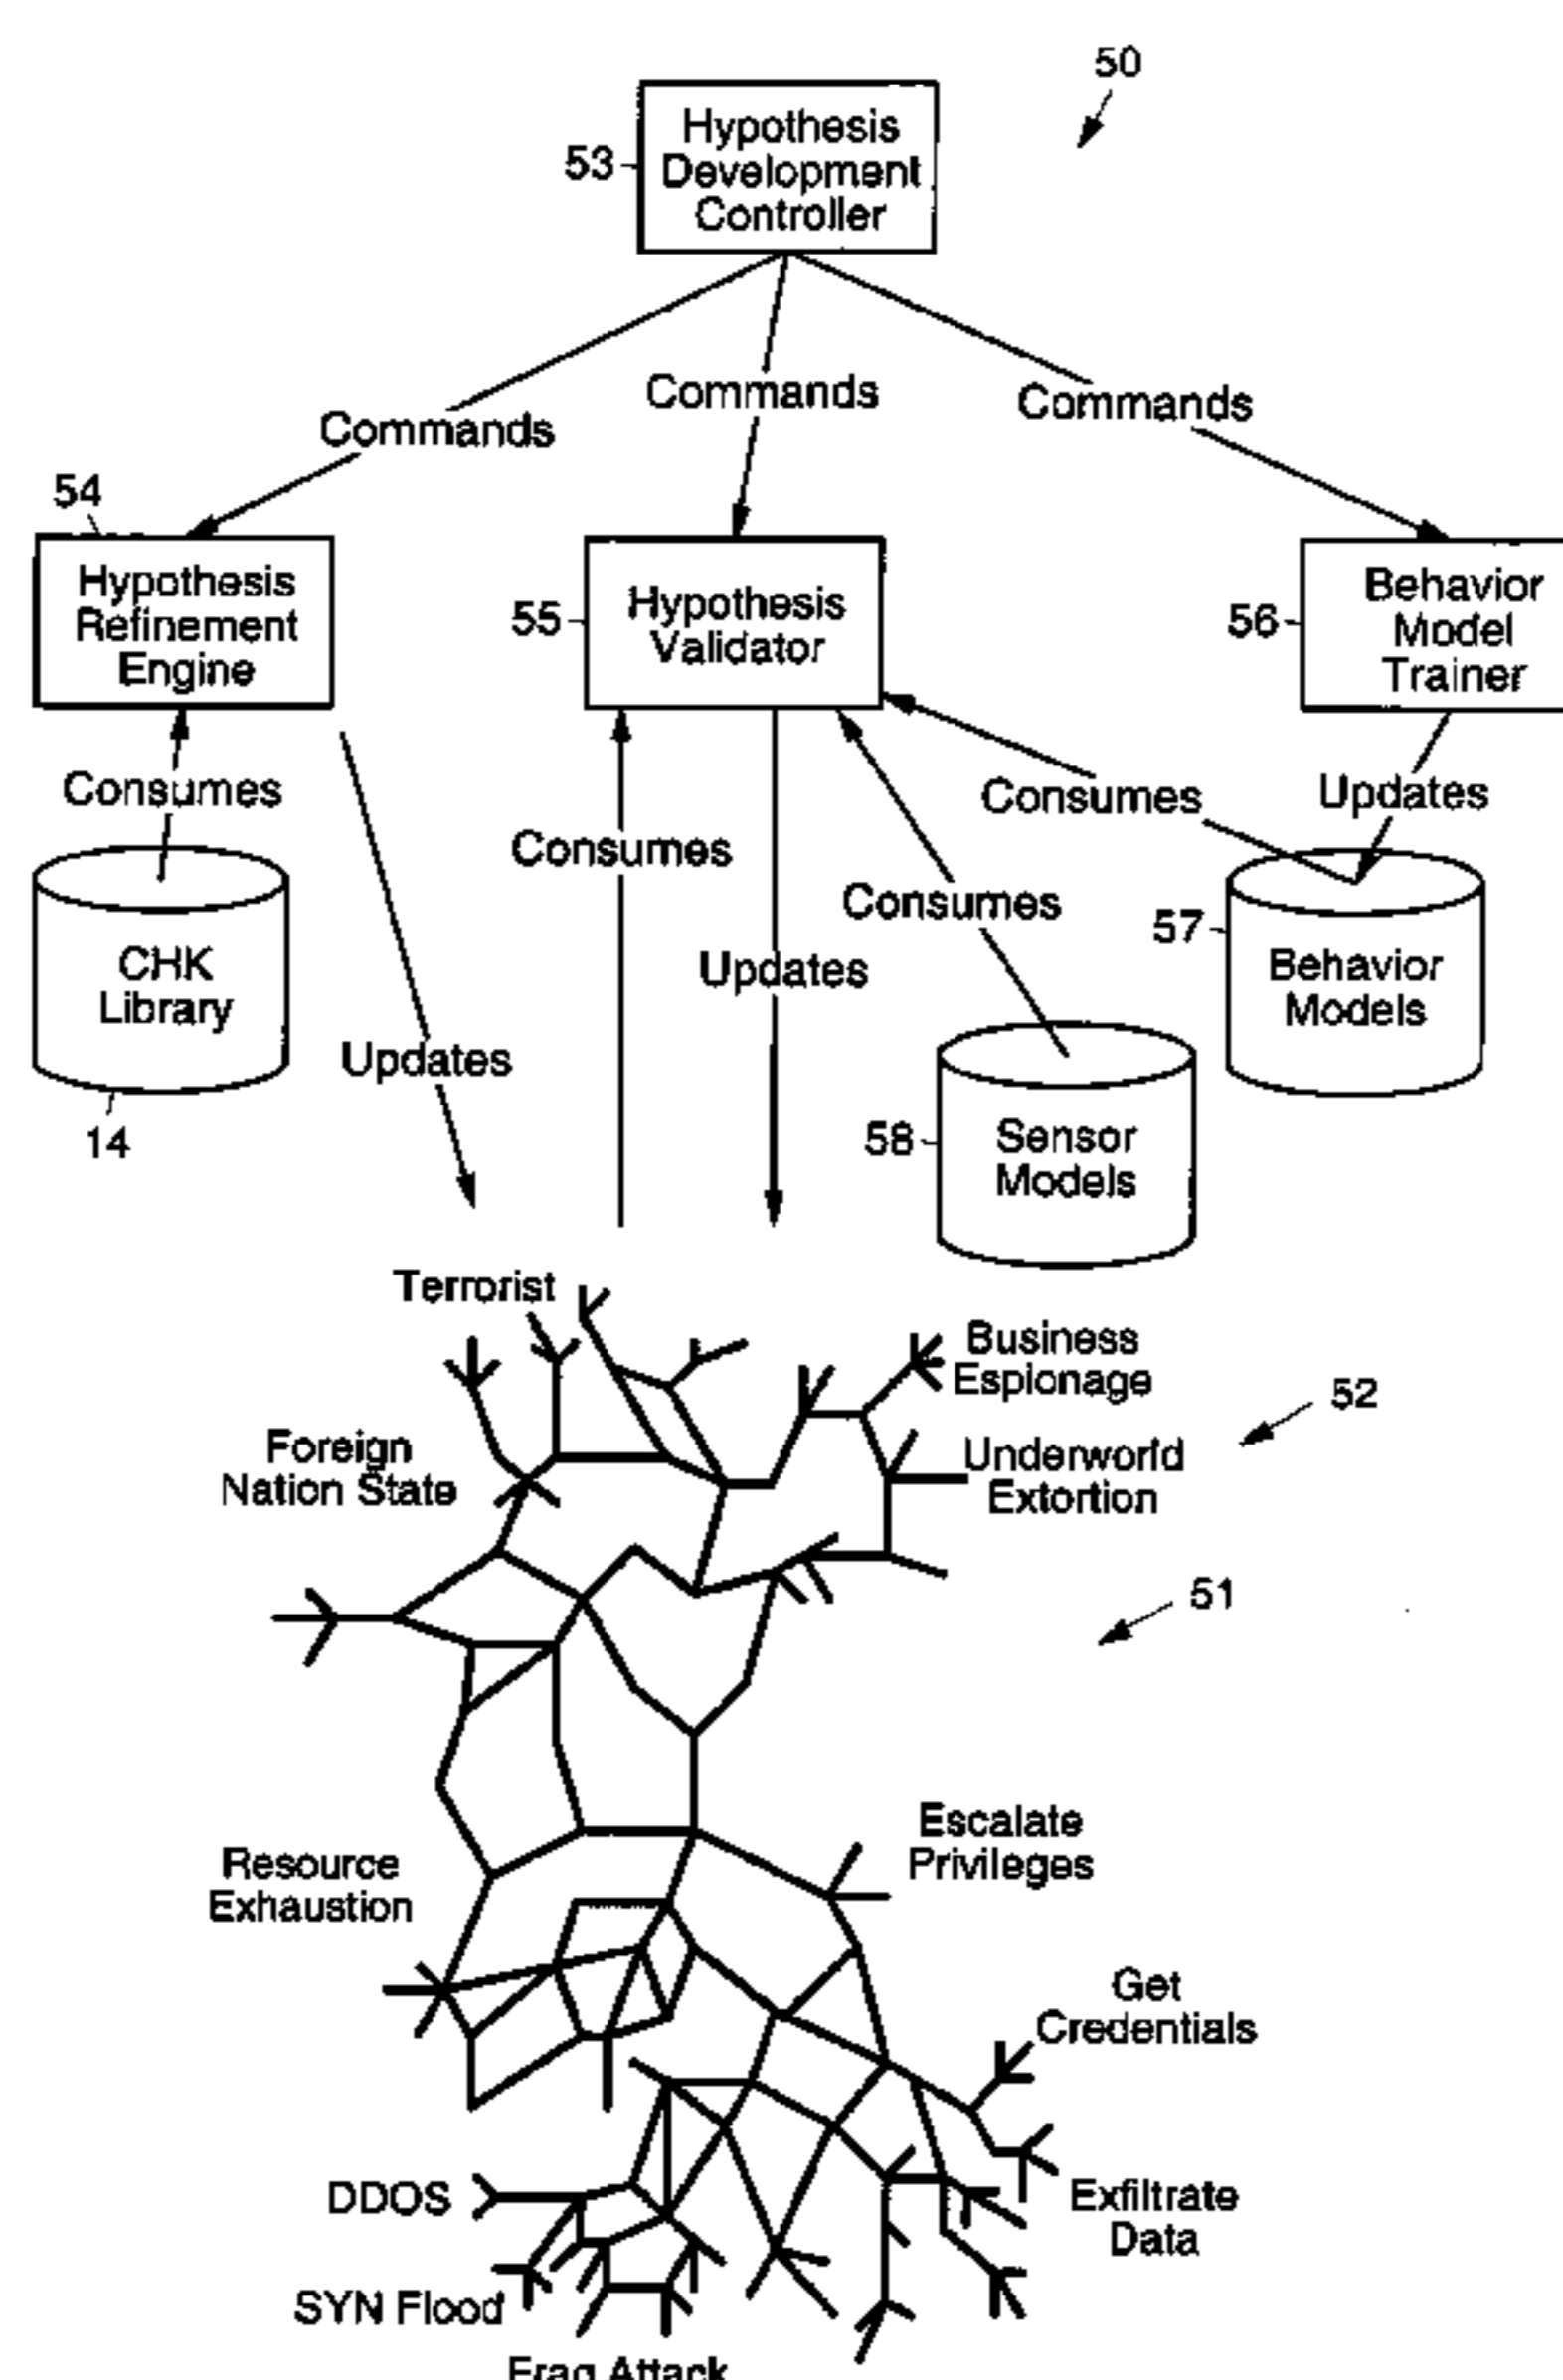 50
53
Hypothesis
Development
Controller
Commands
Commands
Commands
54
Hypothesis
Refinement
Engine
55
Hypothesis
Validator
56
Behavior
Model
Trainer
Consumes
Consumes
Consumes
Updates
Consumes
Updates
Updates
CHK
Library
14
57
Behavior
Models
58
Sensor
Models
Terrorist
Business
Espionage
52
Foreign
Nation State
Underworld
Extortion
51
Resource
Exhaustion
Escalate
Privileges
Get
Credentials
DDOS
Exfiltrate
Data
SYN Flood
Frag Attack